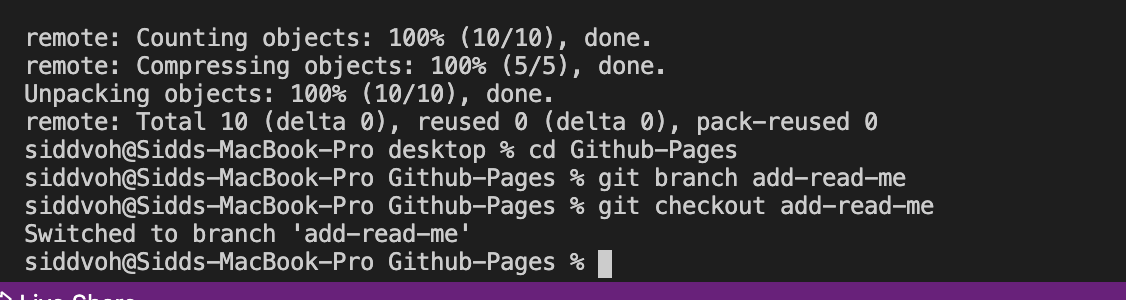 remote: Counting objects: 100% (10/10), done.
remote: Compressing objects: 100% (5/5), done.
Unpacking objects: 100% (10/10), done.
remote: Total 10 (delta 0), reused 0 (delta 0), pack-reused 0
siddvoh@Sidds-MacBook-Pro desktop % cd Github-Pages
siddvoh@Sidds-MacBook-Pro Github-Pages % git branch add-read-me
siddvoh@Sidds-MacBook-Pro Github-Pages % git checkout add-read-me
Switched to branch 'add-read-me'
siddvoh@Sidds-MacBook-Pro Github-Pages %
Live Share